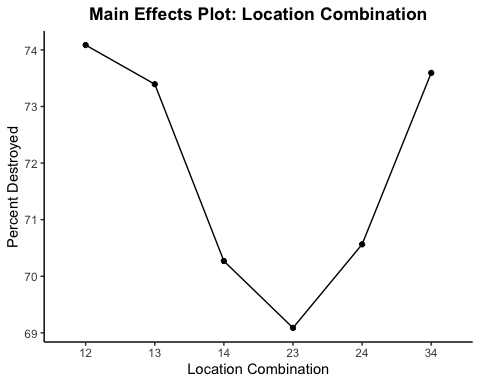 Main Effects Plot: Location Combination
Percent Destroyed
74
73
72
71
70
69
12 13 14 23 24 34
Location Combination